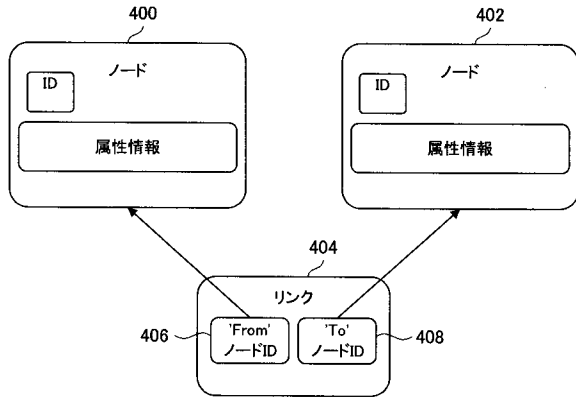 400
402
ノード
ID
属性情報
ノード
ID
属性情報
404
リンク
406
'From'
ノードID
'To'
ノードID
408